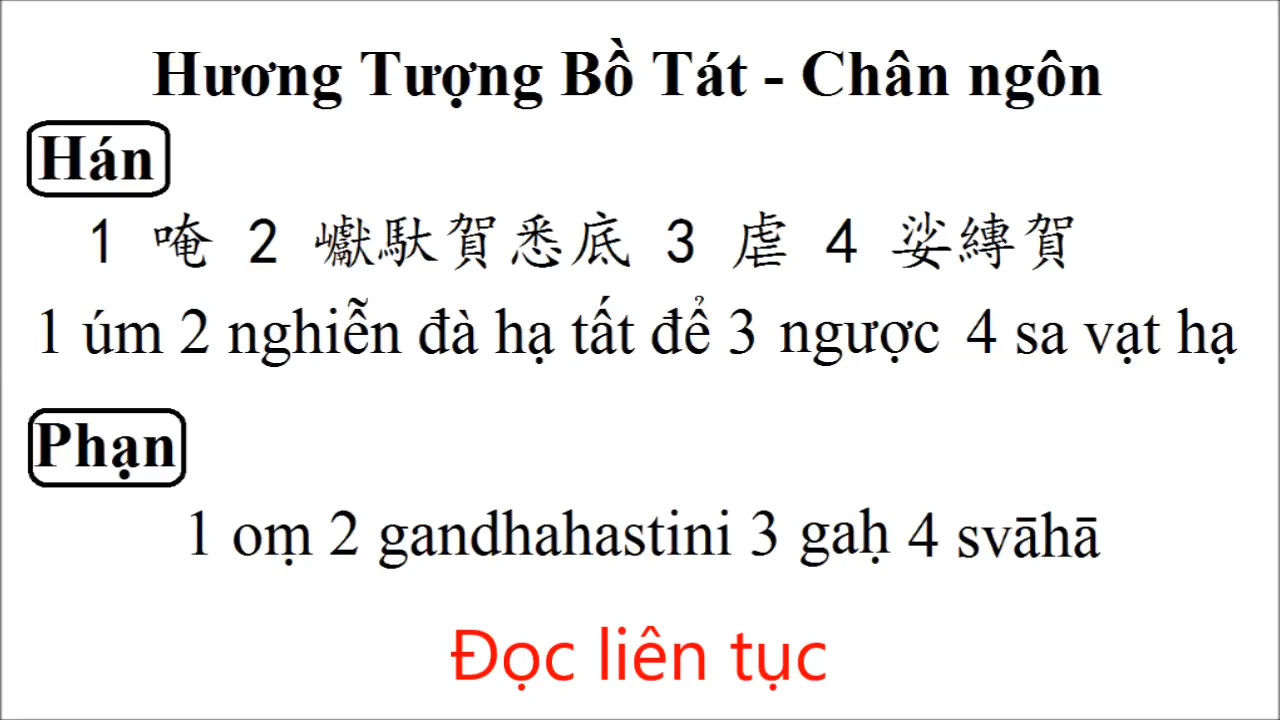 Hương Tượng Bồ Tát - Chân ngôn
Hán
1 唵 2 巘馱賀悉底 3 虐 4 娑縛賀
1 úm 2 nghiễn đà hạ tất để 3 ngược 4 sa vạt hạ
Phạn
1 oṃ 2 gandhahastini 3 gaḥ 4 svāhā
Đọc liên tục